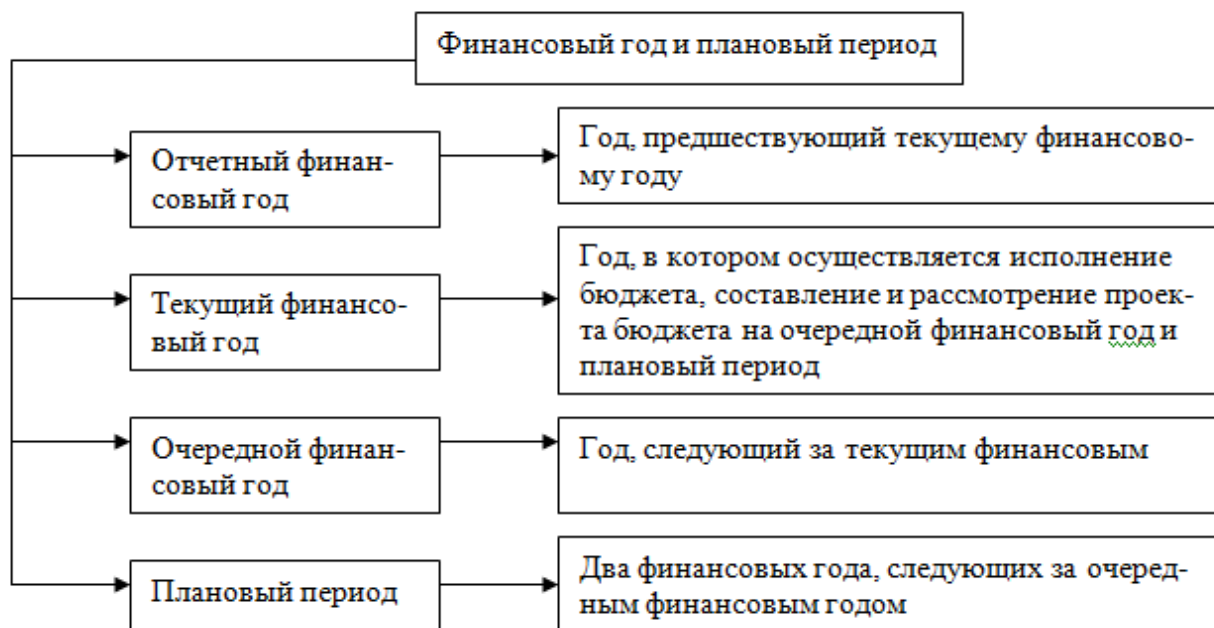 Финансовый год и плановый период
Отчетный финан-
совый год
Год, предшествующий текущему финансово-
му году
Текущий финансо-
вый год
Год, в котором осуществляется исполнение
бюджета, составление и рассмотрение проек-
та бюджета на очередной финансовый год и
плановый период
Очередной финан-
совый год
Год, следующий за текущим финансовым
Плановый период
Два финансовых года, следующих за очеред-
ным финансовым годом